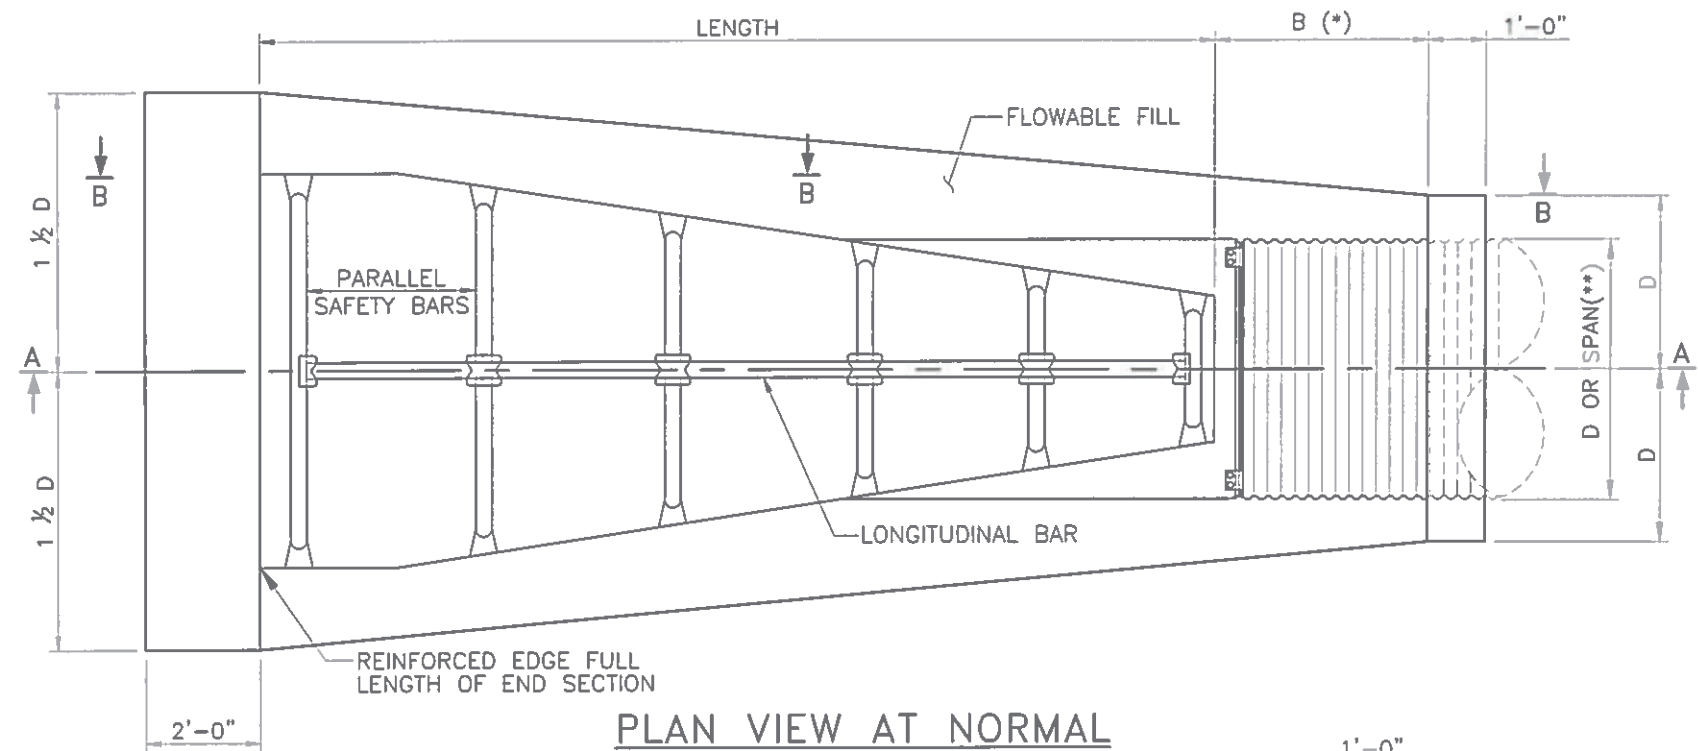 LENGTH
B (*)
1'-0"
FLOWABLE FILL
B
B
B
1 ½ D
PARALLEL
SAFETY BARS
D
D OR SPAN(**)
A
A
1 ½ D
D
LONGITUDINAL BAR
REINFORCED EDGE FULL
LENGTH OF END SECTION
2'-0"
PLAN VIEW AT NORMAL
1'-0"